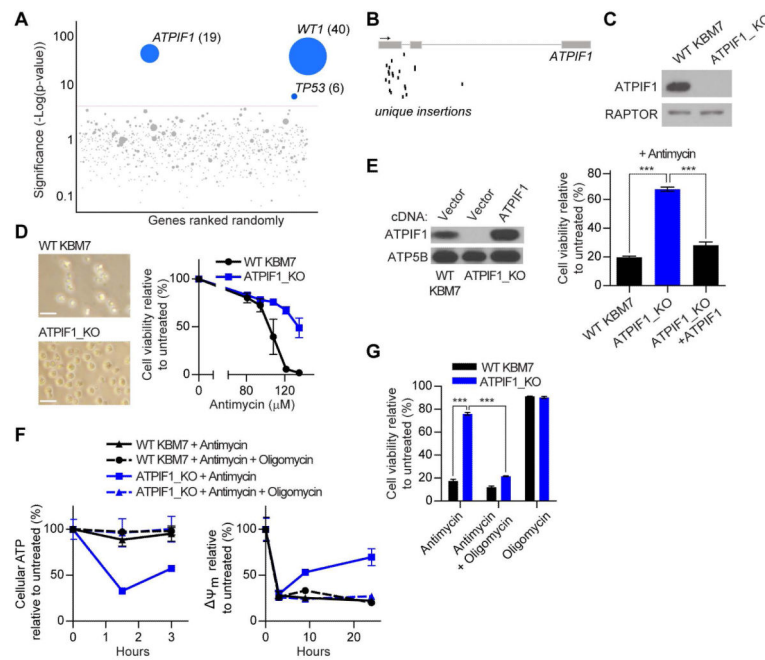 A
Significance (-Log(p-value))
100
10
1
0.1
ATPIF1 (19)
WT1 (40)
TP53 (6)
Genes ranked randomly
B
ATPIF1
unique insertions
C
WT KBM7
ATPIF1_KO
ATPIF1
RAPTOR
D
WT KBM7
ATPIF1_KO
Cell viability relative
to untreated (%)
100
50
0
WT KBM7
ATPIF1_KO
0
80
120
Antimycin (μM)
E
cDNA:
Vector
Vector
ATPIF1
ATPIF1
ATP5B
WT
KBM7
ATPIF1_KO
+ Antimycin
Cell viability relative
to untreated (%)
80
60
40
20
0
***
***
WT KBM7
ATPIF1_KO
ATPIF1_KO
+ATPIF1
F
WT KBM7 + Antimycin
WT KBM7 + Antimycin + Oligomycin
ATPIF1_KO + Antimycin
ATPIF1_KO + Antimycin + Oligomycin
Cellular ATP
relative to untreated (%)
100
50
0
0
1
2
3
Hours
ΔΨm relative
to untreated (%)
100
50
0
0
10
20
Hours
G
WT KBM7
ATPIF1_KO
Cell viability relative
to untreated (%)
100
80
60
40
20
0
***
***
Antimycin
Antimycin
+ Oligomycin
Oligomycin